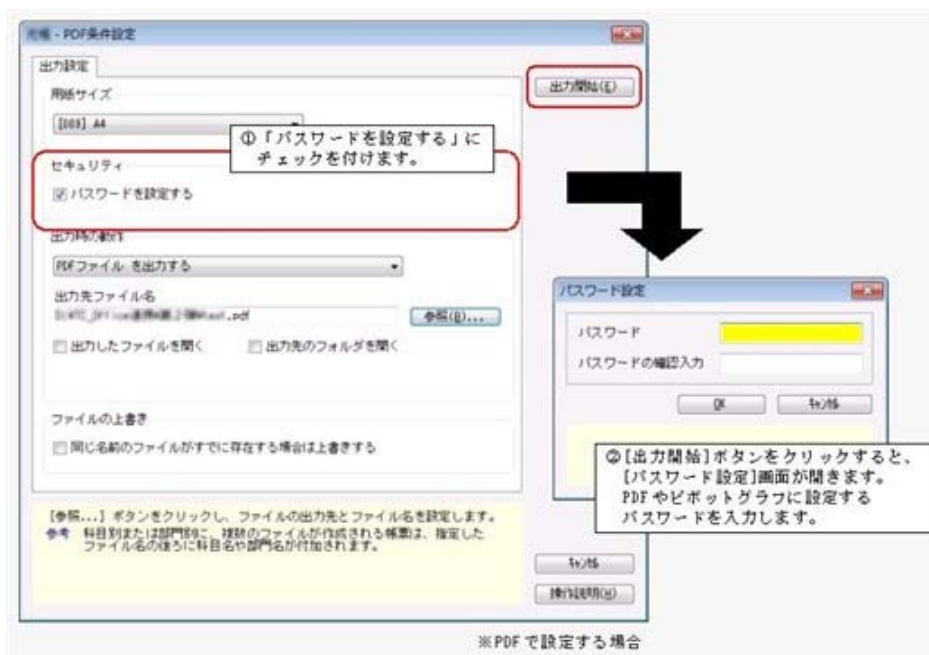 - PDF条件設定
出力設定
出力開始(E)
用紙サイズ
[003] A4
①「パスワードを設定する」に
チェックを付けます。
セキュリティ
パスワードを設定する
出力時の動作
PDFファイル を出力する
出力先ファイル名
.pdf
参照(B)...
出力したファイルを開く
出力先のフォルダを開く
ファイルの上書き
同じ名前のファイルがすでに存在する場合は上書きする
[参照...] ボタンをクリックし、ファイルの出力先とファイル名を設定します。
参考 科目別または部門別に、複数のファイルが作成される帳票は、指定した
ファイル名の後ろに科目名や部門名が付加されます。
パスワード設定
パスワード
パスワードの確認入力
OK
ｷｬﾝｾﾙ
②[出力開始]ボタンをクリックすると、
[パスワード設定]画面が開きます。
PDFやピボットグラフに設定する
パスワードを入力します。
ｷｬﾝｾﾙ
操作説明(H)
※PDFで設定する場合